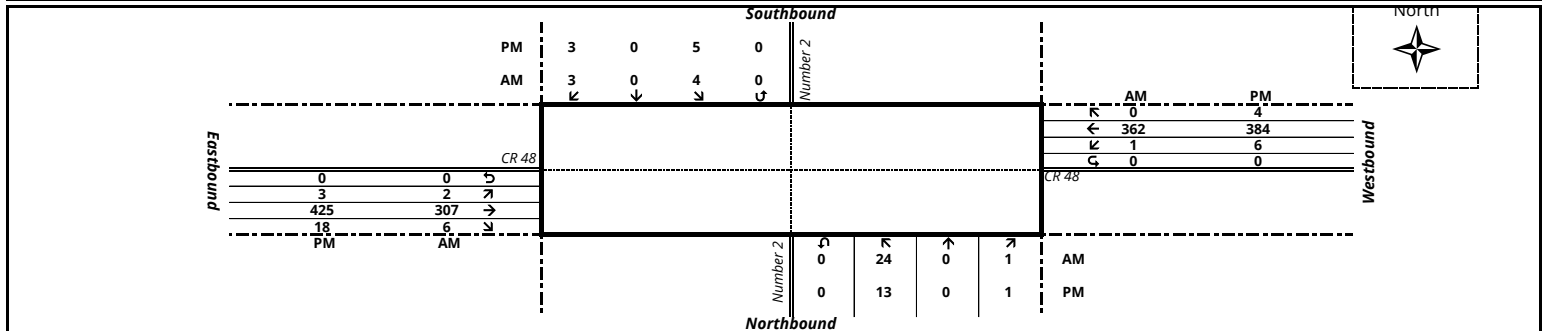 Southbound
North
PM 3 0 5 0
Number 2
AM 3 0 4 0
↙ ↓ ↘ ↺
AM PM
↖ 0 4
← 362 384
↙ 1 6
↺ 0 0
Eastbound
Westbound
CR 48
CR 48
0 0 ↺
3 2 ↗
425 307 →
18 6 ↘
PM AM
Number 2
↺ ↖ ↑ ↗
0 24 0 1 AM
0 13 0 1 PM
Northbound